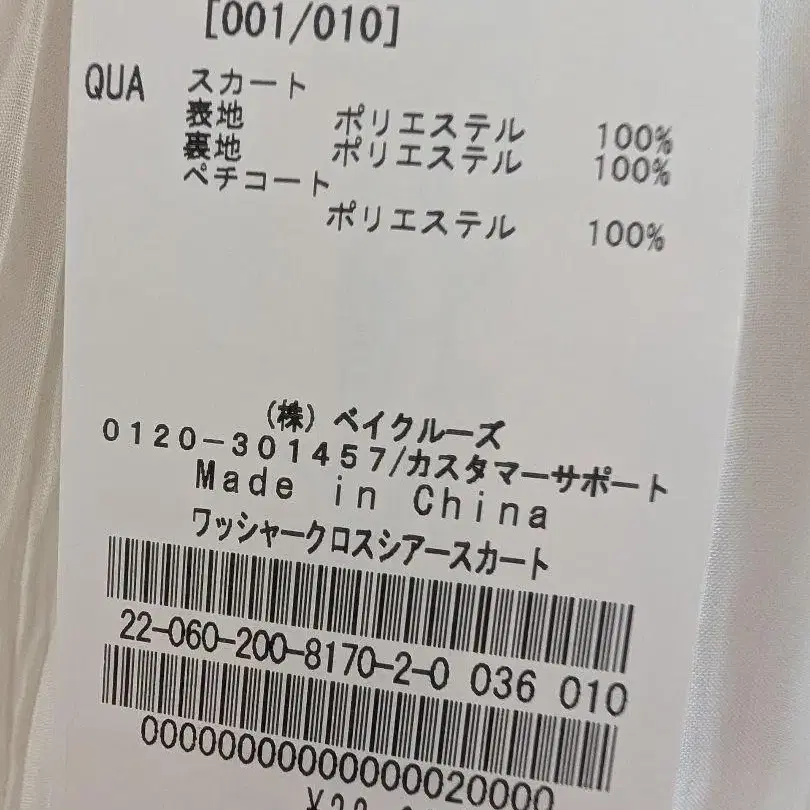 [001/010]
QUA スカート
表地 ポリエステル 100%
裏地 ポリエステル 100%
ペチコート
ポリエステル 100%
(株) ベイクルーズ
0120-301457/カスタマーサポート
Made in China
ワッシャークロスシアースカート
22-060-200-8170-2-0 036 010